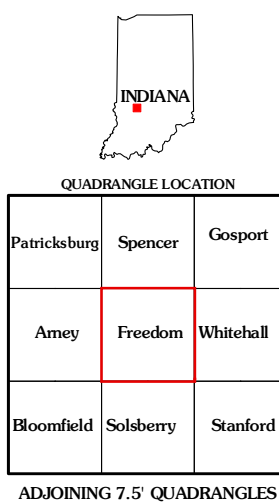 INDIANA
QUADRANGLE LOCATION
Patricksburg Spencer Gosport
Arney Freedom Whitehall
Bloomfield Solsberry Stanford
ADJOINING 7.5' QUADRANGLES